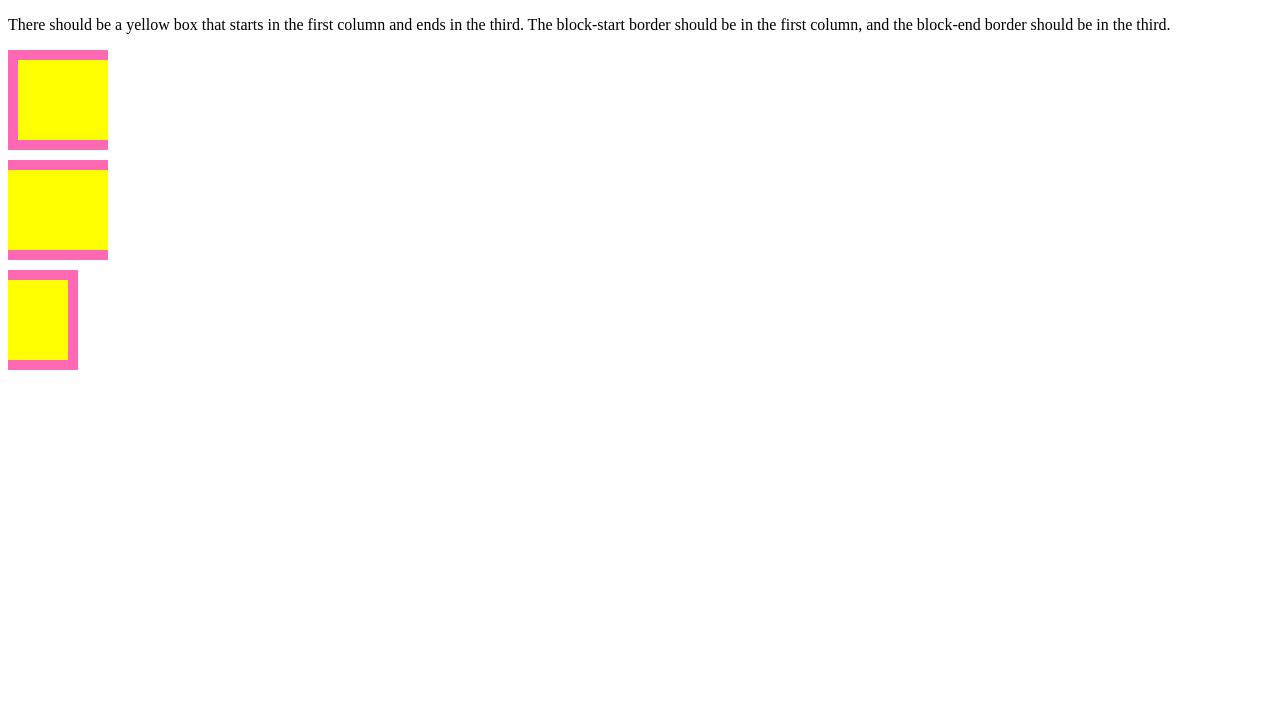 There should be a yellow box that starts in the first column and ends in the third. The block-start border should be in the first column, and the block-end border should be in the third.